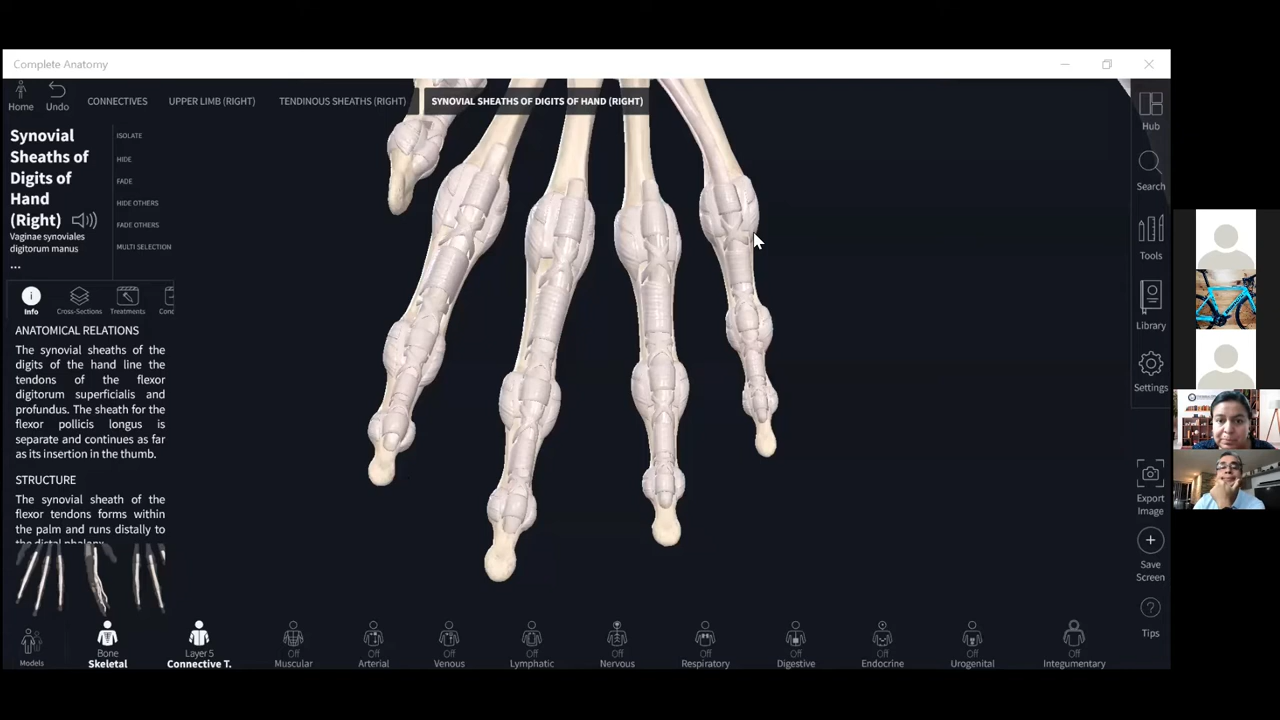 Complete Anatomy
Home
Undo
CONNECTIVES
UPPER LIMB (RIGHT)
TENDINOUS SHEATHS (RIGHT)
SYNOVIAL SHEATHS OF DIGITS OF HAND (RIGHT)
Synovial
Sheaths of
Digits of
Hand
(Right)
Vaginae synoviales
digitorum manus
...
ISOLATE
HIDE
FADE
HIDE OTHERS
FADE OTHERS
MULTI SELECTION
Info
Cross-Sections
Treatments
ANATOMICAL RELATIONS
The synovial sheaths of the
digits of the hand line the
tendons of the flexor
digitorum superficialis and
profundus. The sheath for the
flexor pollicis longus is
separate and continues as far
as its insertion in the thumb.
STRUCTURE
The synovial sheath of the
flexor tendons forms within
the palm and runs distally to
Hub
Search
Tools
Library
Settings
Export
Image
Save
Screen
Tips
Models
Bone
Skeletal
Layer 5
Connective T.
Off
Muscular
Off
Arterial
Off
Venous
Off
Lymphatic
Off
Nervous
Off
Respiratory
Off
Digestive
Off
Endocrine
Off
Urogenital
Off
Integumentary